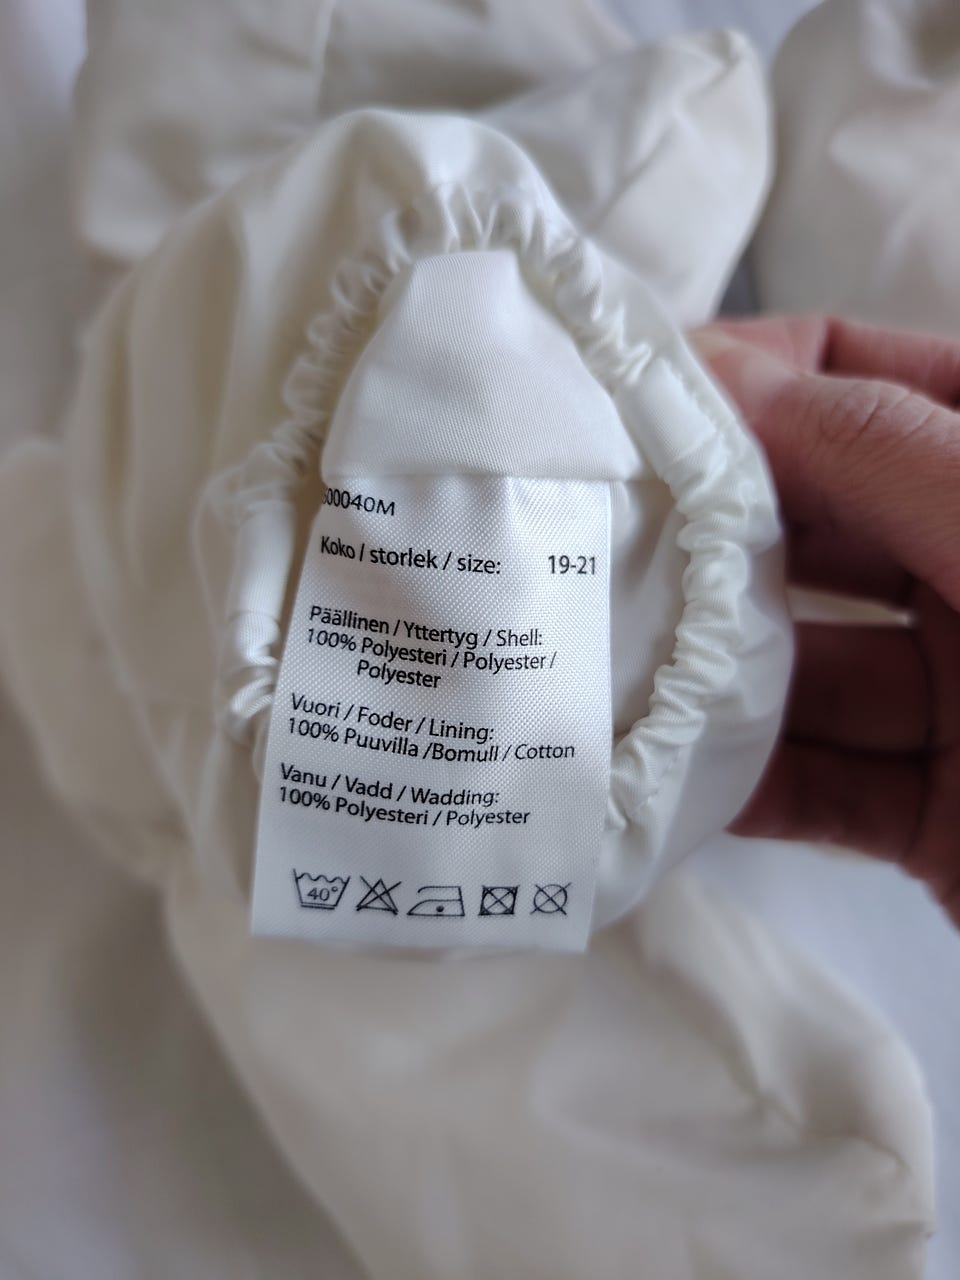 00040M
Koko / storlek / size: 19-21
Päällinen / Yttertyg / Shell:
100% Polyesteri / Polyester /
Polyester
Vuori / Foder / Lining:
100% Puuvilla /Bomull / Cotton
Vanu / Vadd / Wadding:
100% Polyesteri / Polyester
40°